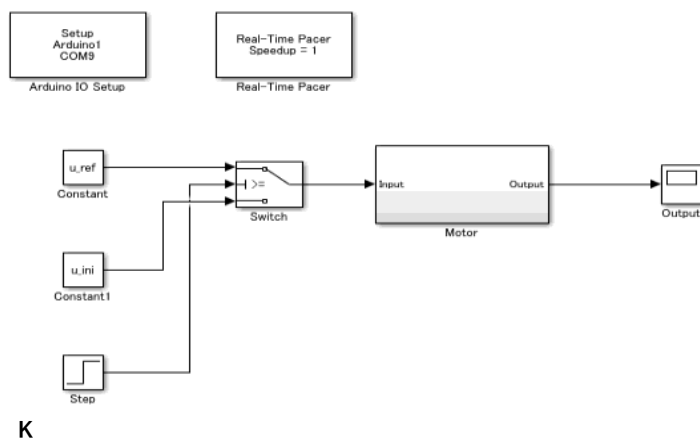 Setup
Arduino1
COM9
Arduino IO Setup
Real-Time Pacer
Speedup = 1
Real-Time Pacer
u_ref
Constant
>=
Switch
Input
Output
Motor
Output
u_ini
Constant1
Step
K